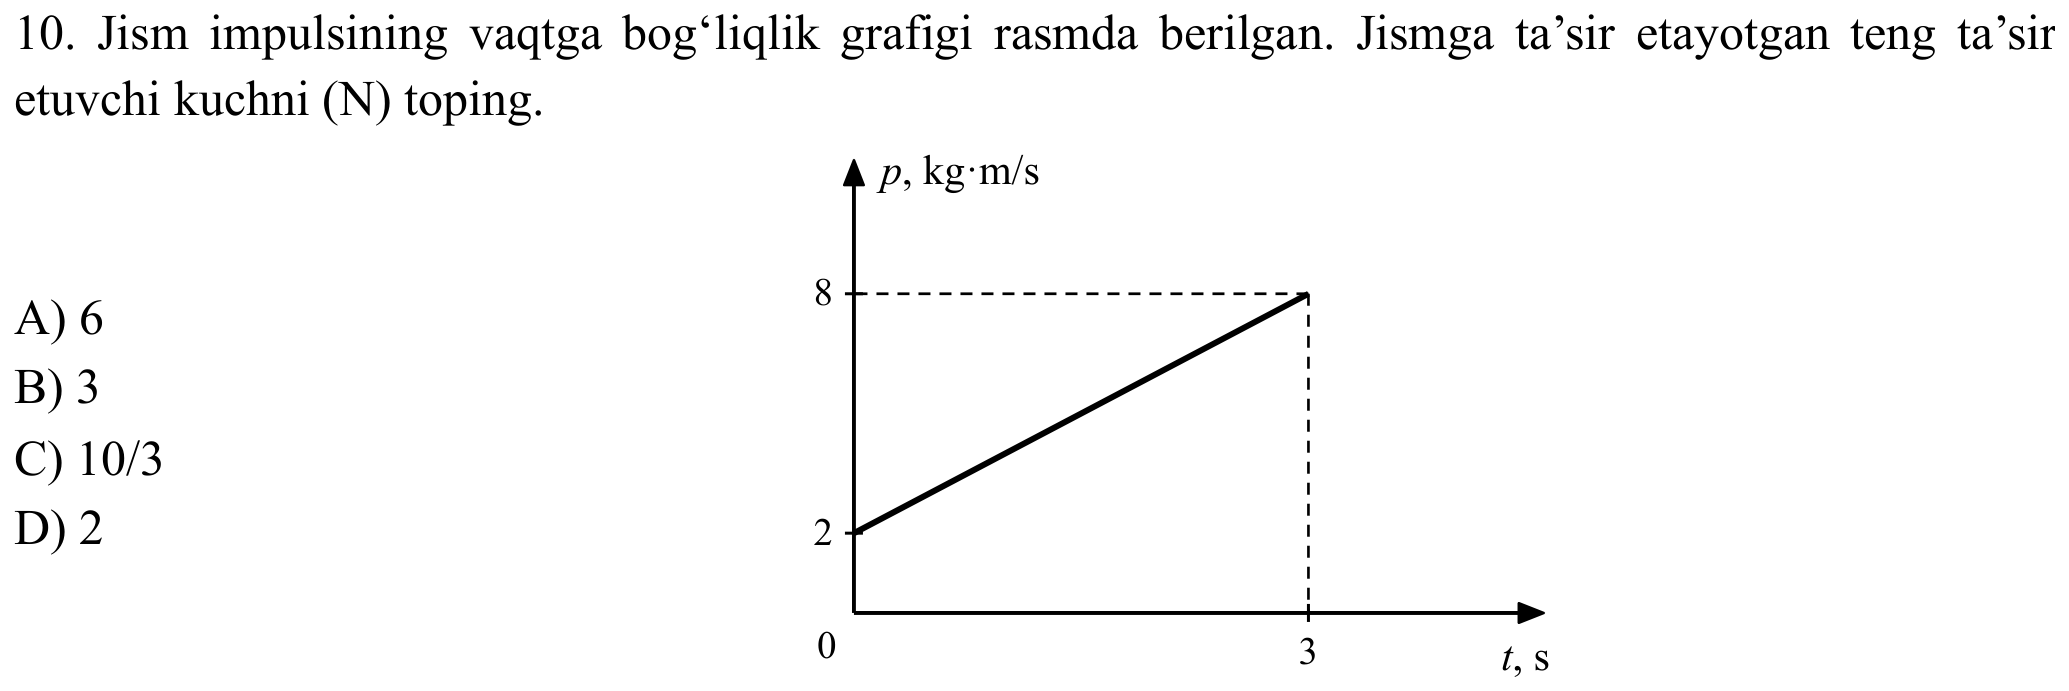 10. Jism impulsining vaqtga bog‘liqlik grafigi rasmda berilgan. Jismga ta’sir etayotgan teng ta’sir
etuvchi kuchni (N) toping.
p, kg·m/s
8
A) 6
B) 3
C) 10/3
D) 2
2
0
3
t, s